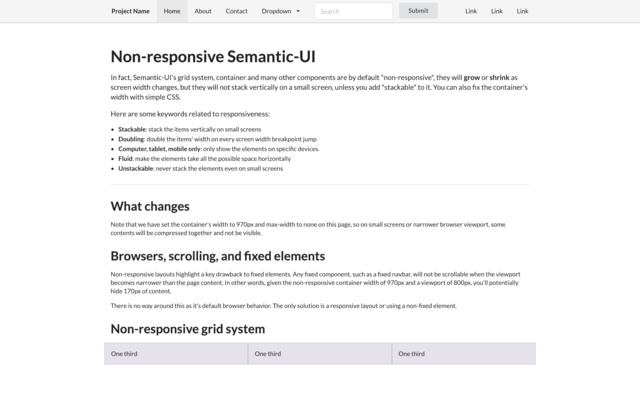 Project Name Home About Contact Dropdown Search Submit Link Link Link
Non-responsive Semantic-UI
In fact, Semantic-UI's grid system, container and many other components are by default "non-responsive", they will grow or shrink as
screen width changes, but they will not stack vertically on a small screen, unless you add "stackable" to it. You can also fix the container's
width with simple CSS.
Here are some keywords related to responsiveness:
• Stackable: stack the items vertically on small screens
• Doubling: double the items' width on every screen width breakpoint jump
• Computer, tablet, mobile only: only show the elements on specific devices.
• Fluid: make the elements take all the possible space horizontally
• Unstackable: never stack the elements even on small screens
What changes
Note that we have set the container's width to 970px and max-width to none on this page, so on small screens or narrower browser viewport, some
contents will be compressed together and not be visible.
Browsers, scrolling, and fixed elements
Non-responsive layouts highlight a key drawback to fixed elements. Any fixed component, such as a fixed navbar, will not be scrollable when the viewport
becomes narrower than the page content. In other words, given the non-responsive container width of 970px and a viewport of 800px, you'll potentially
hide 170px of content.
There is no way around this as it's default browser behavior. The only solution is a responsive layout or using a non-fixed element.
Non-responsive grid system
One third One third One third